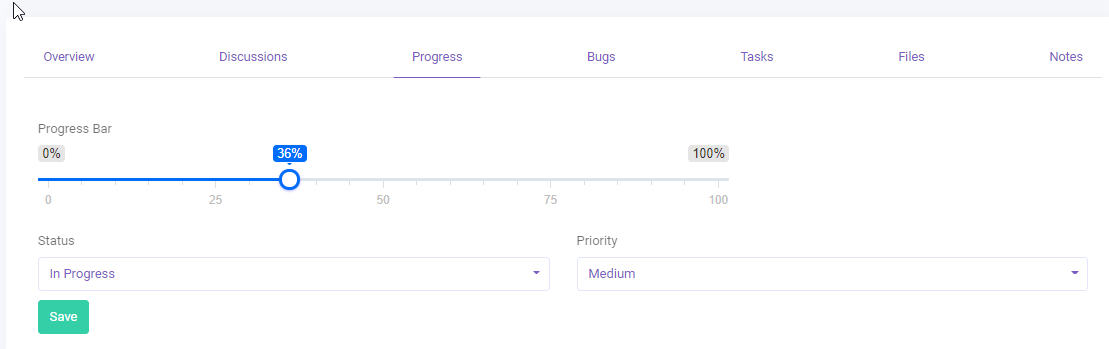 Overview Discussions Progress Bugs Tasks Files Notes
Progress Bar
0% 36% 100%
0 25 50 75 100
Status Priority
In Progress Medium
Save